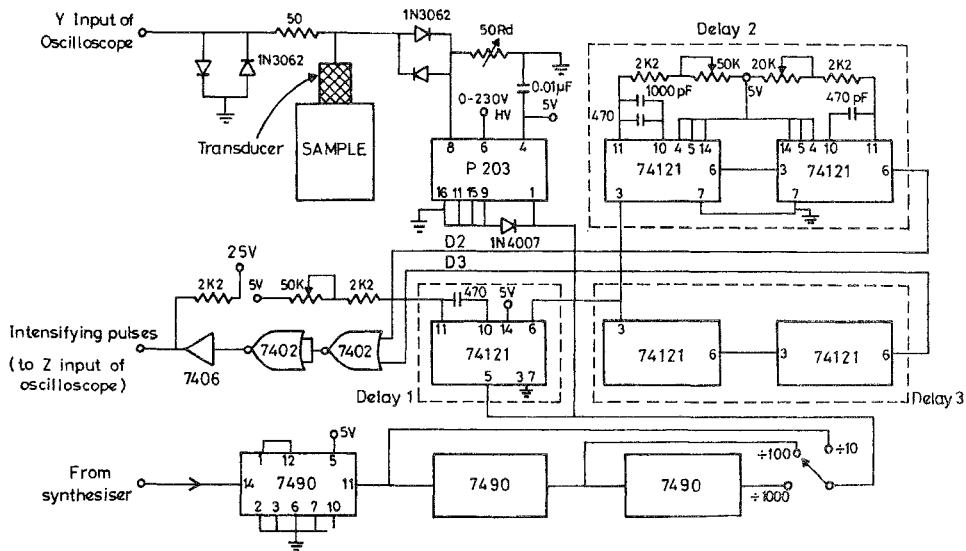 Y Input of
Oscilloscope
50
1N3062
1N3062
50Rd
0.01µF
5V
0-230V
HV
Transducer
SAMPLE
8 6 4
P 203
16 11 15 9 1
1N4007
Delay 2
2K2 50K 20K 2K2
1000 pF
5V
470 pF
470
11 10 4 5 14
14 5 4 10 11
74121 6
3 74121 6
3 7
7
D2
D3
25V
2K2
5V
50K
2K2
470
5V
11 10 14 6
74121
5 3 7
Delay 1
Intensifying pulses
(to Z input of
oscilloscope)
7406
7402
7402
3
74121 6
3 74121 6
Delay 3
From
synthesiser
5V
1 12 5
14 7490 11
2 3 6 7 10
7490
7490
÷100
÷10
÷1000